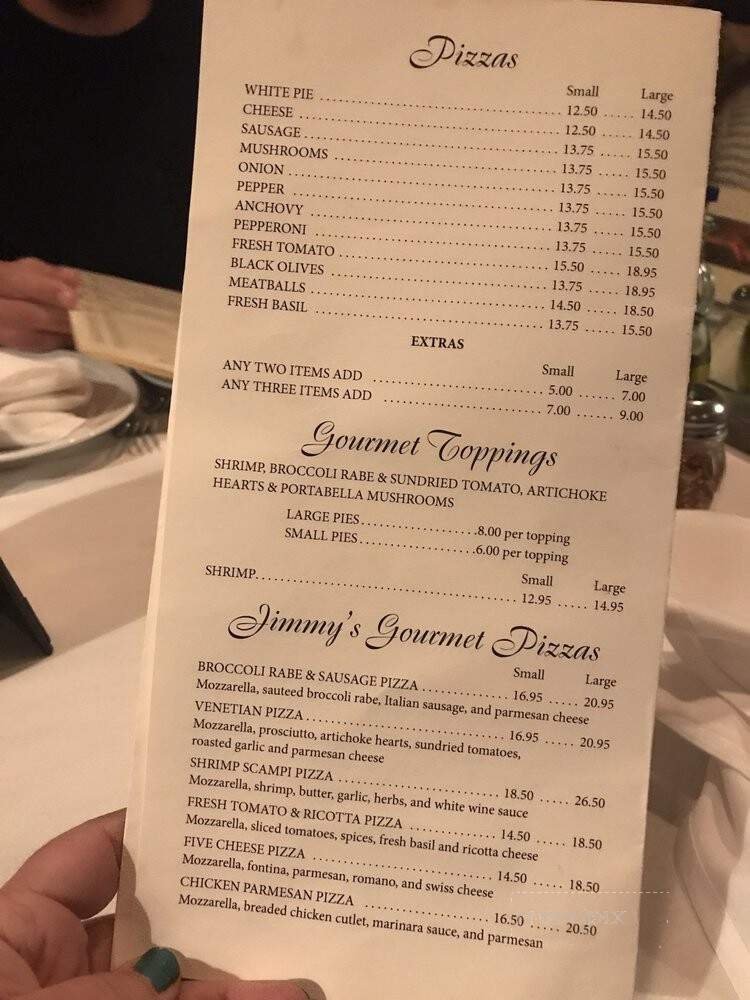 Pizzas
Small Large
WHITE PIE ........ 12.50 ..... 14.50
CHEESE ........ 12.50 ..... 14.50
SAUSAGE ........ 13.75 ..... 15.50
MUSHROOMS ........ 13.75 ..... 15.50
ONION ........ 13.75 ..... 15.50
PEPPER ........ 13.75 ..... 15.50
ANCHOVY ........ 13.75 ..... 15.50
PEPPERONI ........ 13.75 ..... 15.50
FRESH TOMATO ........ 15.50 ..... 18.95
BLACK OLIVES ........ 13.75 ..... 18.95
MEATBALLS ........ 14.50 ..... 18.50
FRESH BASIL ........ 13.75 ..... 15.50
EXTRAS
Small Large
ANY TWO ITEMS ADD ........ 5.00 ...... 7.00
ANY THREE ITEMS ADD ........ 7.00 ...... 9.00
Gourmet Toppings
SHRIMP, BROCCOLI RABE & SUNDRIED TOMATO, ARTICHOKE
HEARTS & PORTABELLA MUSHROOMS
LARGE PIES ........ 8.00 per topping
SMALL PIES ........ 6.00 per topping
Small Large
SHRIMP ........ 12.95 ..... 14.95
Jimmy's Gourmet Pizzas
Small Large
BROCCOLI RABE & SAUSAGE PIZZA ........ 16.95 ..... 20.95
Mozzarella, sauteed broccoli rabe, Italian sausage, and parmesan cheese
VENETIAN PIZZA ........ 16.95 ..... 20.95
Mozzarella, prosciutto, artichoke hearts, sundried tomatoes,
roasted garlic and parmesan cheese
SHRIMP SCAMPI PIZZA ........ 18.50 ..... 26.50
Mozzarella, shrimp, butter, garlic, herbs, and white wine sauce
FRESH TOMATO & RICOTTA PIZZA ........ 14.50 ..... 18.50
Mozzarella, sliced tomatoes, spices, fresh basil and ricotta cheese
FIVE CHEESE PIZZA ........ 14.50 ..... 18.50
Mozzarella, fontina, parmesan, romano, and swiss cheese
CHICKEN PARMESAN PIZZA ........ 16.50 ..... 20.50
Mozzarella, breaded chicken cutlet, marinara sauce, and parmesan